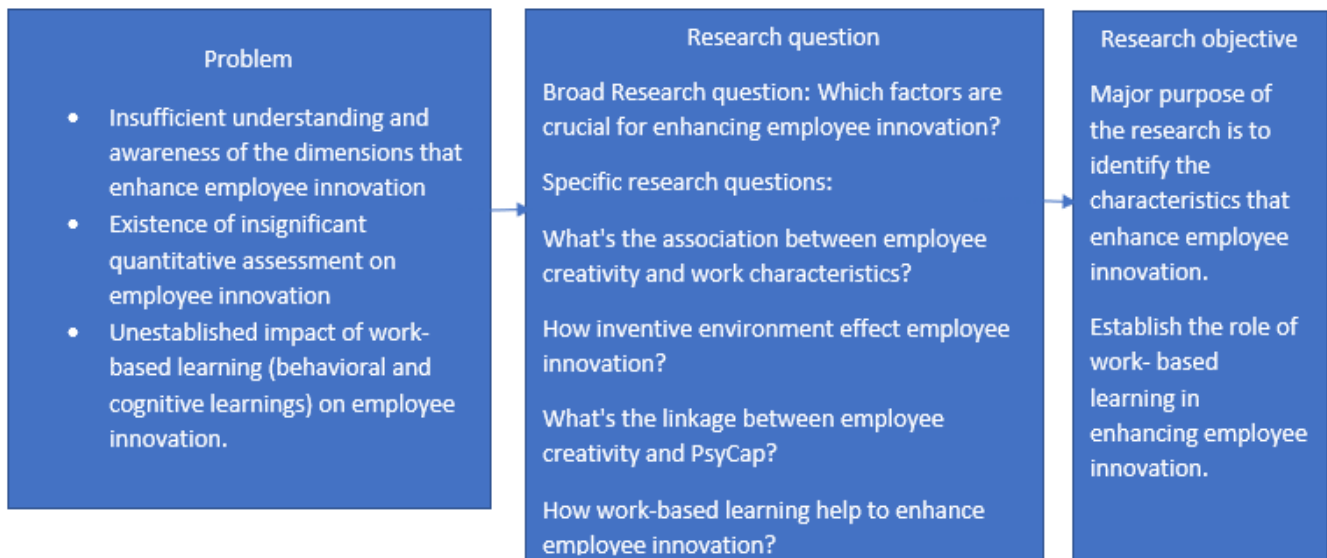 Problem
• Insufficient understanding and
awareness of the dimensions that
enhance employee innovation
• Existence of insignificant
quantitative assessment on
employee innovation
• Unestablished impact of work-
based learning (behavioral and
cognitive learnings) on employee
innovation.
Research question
Broad Research question: Which factors are
crucial for enhancing employee innovation?
Specific research questions:
What's the association between employee
creativity and work characteristics?
How inventive environment effect employee
innovation?
What's the linkage between employee
creativity and PsyCap?
How work-based learning help to enhance
employee innovation?
Research objective
Major purpose of
the research is to
identify the
characteristics that
enhance employee
innovation.
Establish the role of
work- based
learning in
enhancing employee
innovation.